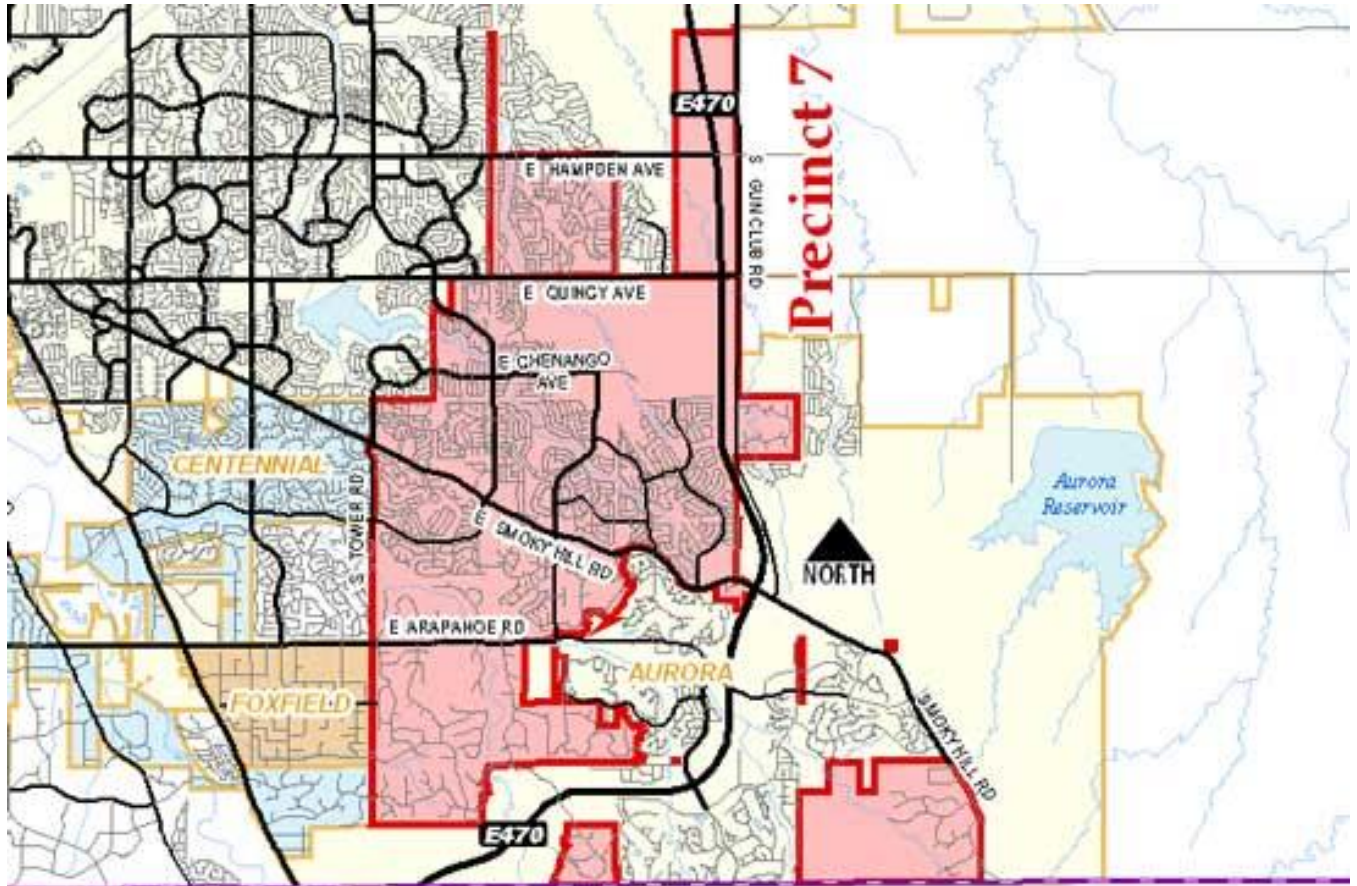 E470
Precinct 7
E HAMPDEN AVE
S GUN CLUB RD
E QUINCY AVE
E CHENANGO
AVE
CENTENNIAL
S TOWER RD
Aurora
Reservoir
E SMOKY HILL RD
NORTH
E ARAPAHOE RD
AURORA
FOXFIELD
SMOKY HILL RD
E470